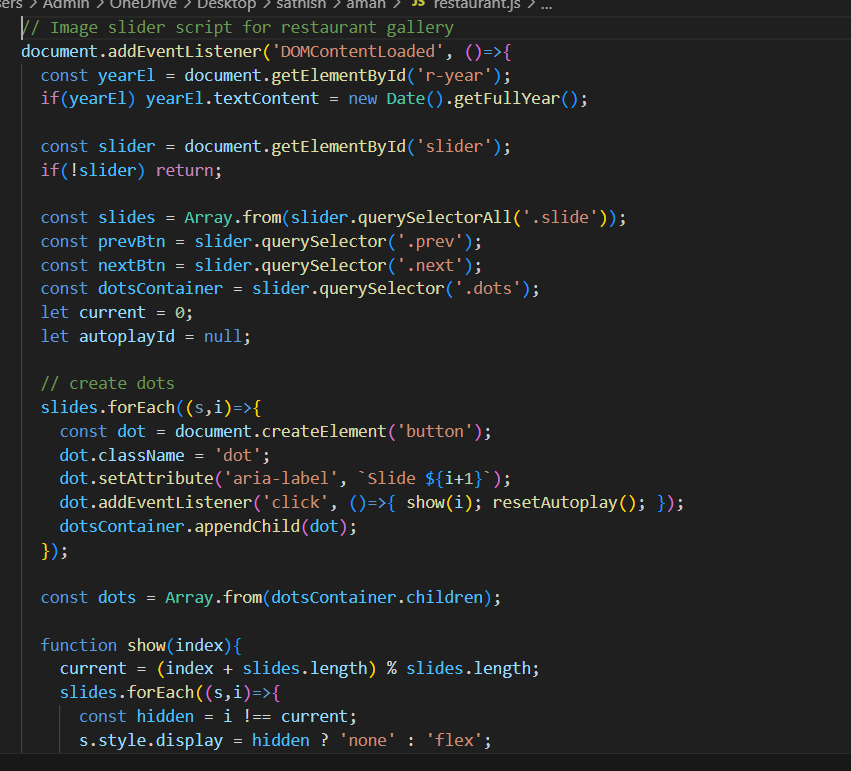 ers > Admin > OneDrive > Desktop > sathish > aman > JS restaurant.js > ...
// Image slider script for restaurant gallery
document.addEventListener('DOMContentLoaded', ()=>{
  const yearEl = document.getElementById('r-year');
  if(yearEl) yearEl.textContent = new Date().getFullYear();

  const slider = document.getElementById('slider');
  if(!slider) return;

  const slides = Array.from(slider.querySelectorAll('.slide'));
  const prevBtn = slider.querySelector('.prev');
  const nextBtn = slider.querySelector('.next');
  const dotsContainer = slider.querySelector('.dots');
  let current = 0;
  let autoplayId = null;

  // create dots
  slides.forEach((s,i)=>{
    const dot = document.createElement('button');
    dot.className = 'dot';
    dot.setAttribute('aria-label', `Slide ${i+1}`);
    dot.addEventListener('click', ()=>{ show(i); resetAutoplay(); });
    dotsContainer.appendChild(dot);
  });

  const dots = Array.from(dotsContainer.children);

  function show(index){
    current = (index + slides.length) % slides.length;
    slides.forEach((s,i)=>{
      const hidden = i !== current;
      s.style.display = hidden ? 'none' : 'flex';